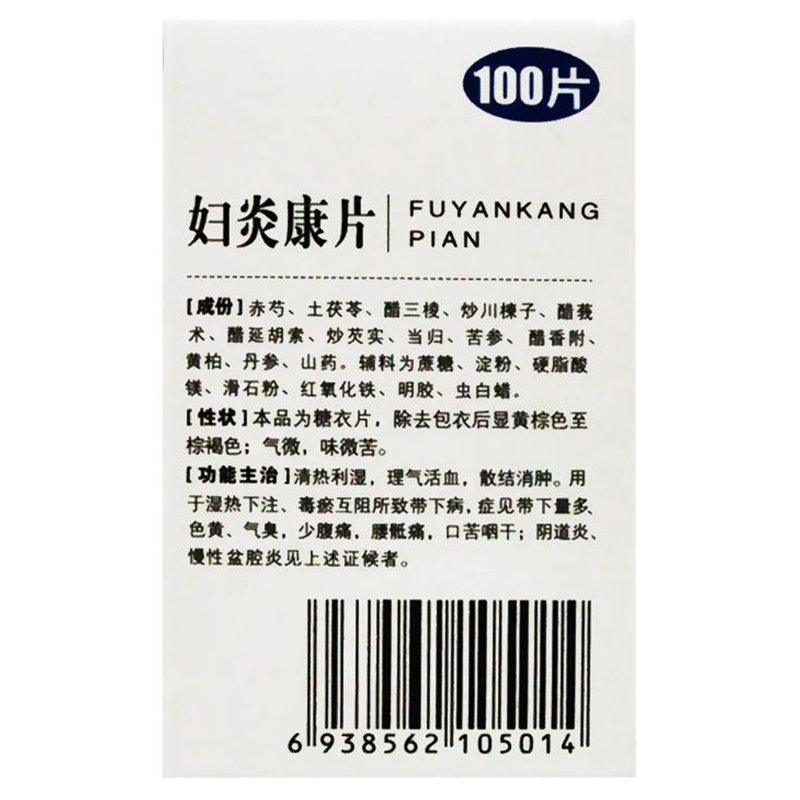 100片
妇炎康片
FUYANKANG
PIAN
[成份]赤芍、土茯苓、醋三棱、炒川楝子、醋莪
术、醋延胡索、炒芡实、当归、苦参、醋香附、
黄柏、丹参、山药。辅料为蔗糖、淀粉、硬脂酸
镁、滑石粉、红氧化铁、明胶、虫白蜡。
[性状]本品为糖衣片，除去包衣后显黄棕色至
棕褐色；气微，味微苦。
[功能主治]清热利湿，理气活血，散结消肿。用
于湿热下注、毒瘀互阻所致带下病，症见带下量多、
色黄、气臭，少腹痛，腰骶痛，口苦咽干；阴道炎、
慢性盆腔炎见上述证候者。
6 938562 105014